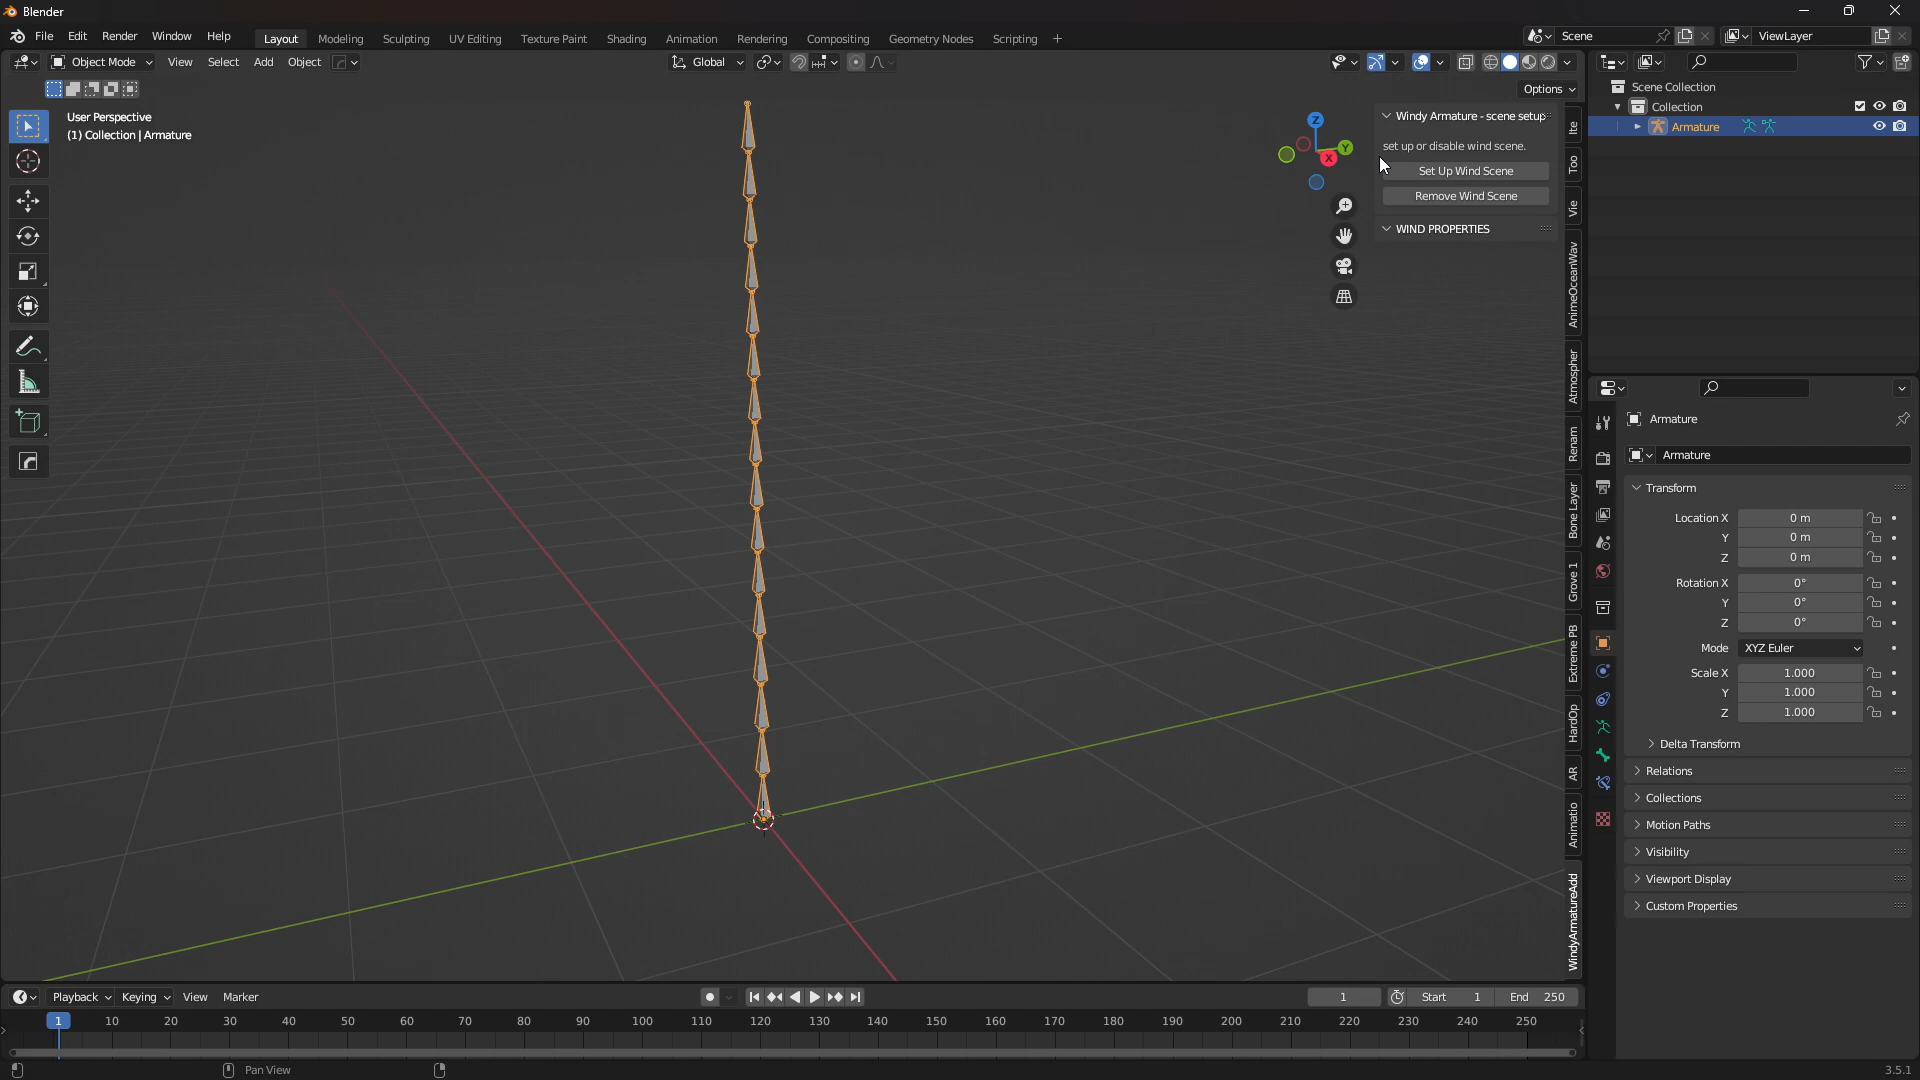 Blender
File Edit Render Window Help Layout Modeling Sculpting UV Editing Texture Paint Shading Animation Rendering Compositing Geometry Nodes Scripting + Scene ViewLayer
Object Mode View Select Add Object Global
Options
User Perspective
(1) Collection | Armature
Z
Y
X
Windy Armature - scene setup
set up or disable wind scene.
Set Up Wind Scene
Remove Wind Scene
WIND PROPERTIES
Ite
Too
Vie
AnimeOceanWav
Atmospher
Renam
Bone Layer
Grove 1
Extreme PB
HardOp
AR
Animatio
WindyArmatureAdd
Scene Collection
Collection
Armature
Armature
Armature
Transform
Location X 0 m
Y 0 m
Z 0 m
Rotation X 0°
Y 0°
Z 0°
Mode XYZ Euler
Scale X 1.000
Y 1.000
Z 1.000
Delta Transform
Relations
Collections
Motion Paths
Visibility
Viewport Display
Custom Properties
Playback Keying View Marker 1 Start 1 End 250
1 10 20 30 40 50 60 70 80 90 100 110 120 130 140 150 160 170 180 190 200 210 220 230 240 250
Pan View 3.5.1